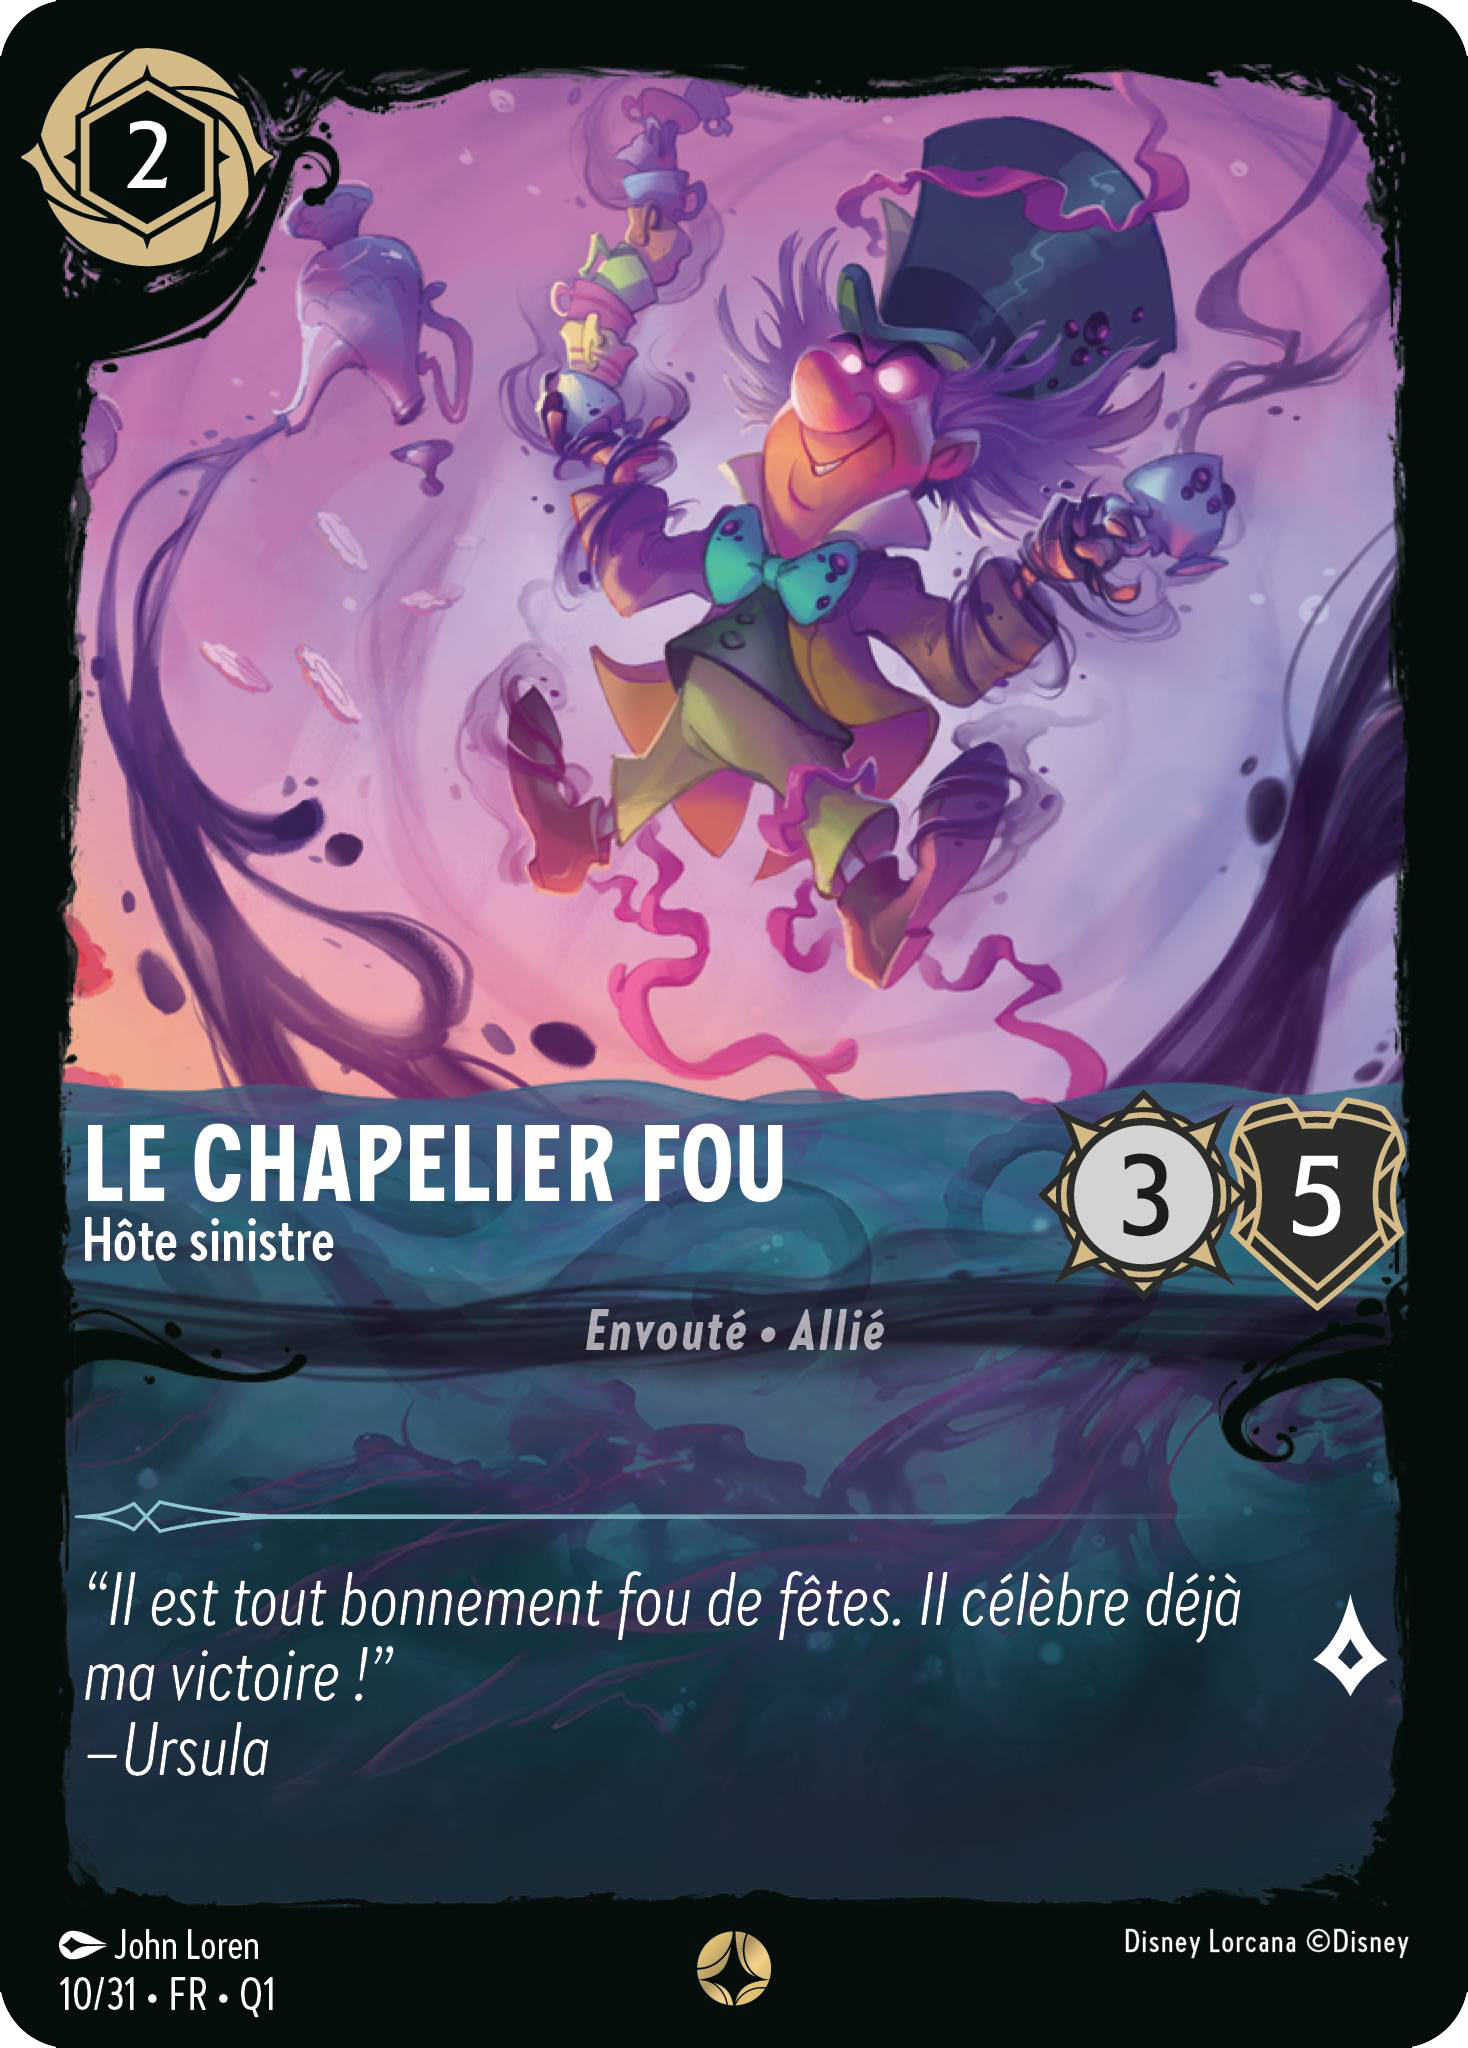 2
LE CHAPELIER FOU
Hôte sinistre
3
5
Envouté • Allié
“Il est tout bonnement fou de fêtes. Il célèbre déjà
ma victoire !”
–Ursula
John Loren
10/31 • FR • Q1
Disney Lorcana ©Disney